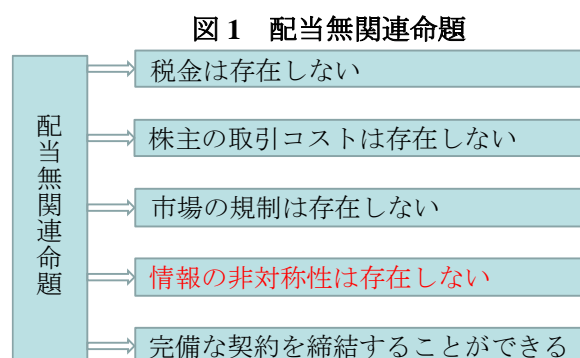 図1 配当無関連命題
配当無関連命題
税金は存在しない
株主の取引コストは存在しない
市場の規制は存在しない
情報の非対称性は存在しない
完備な契約を締結することができる